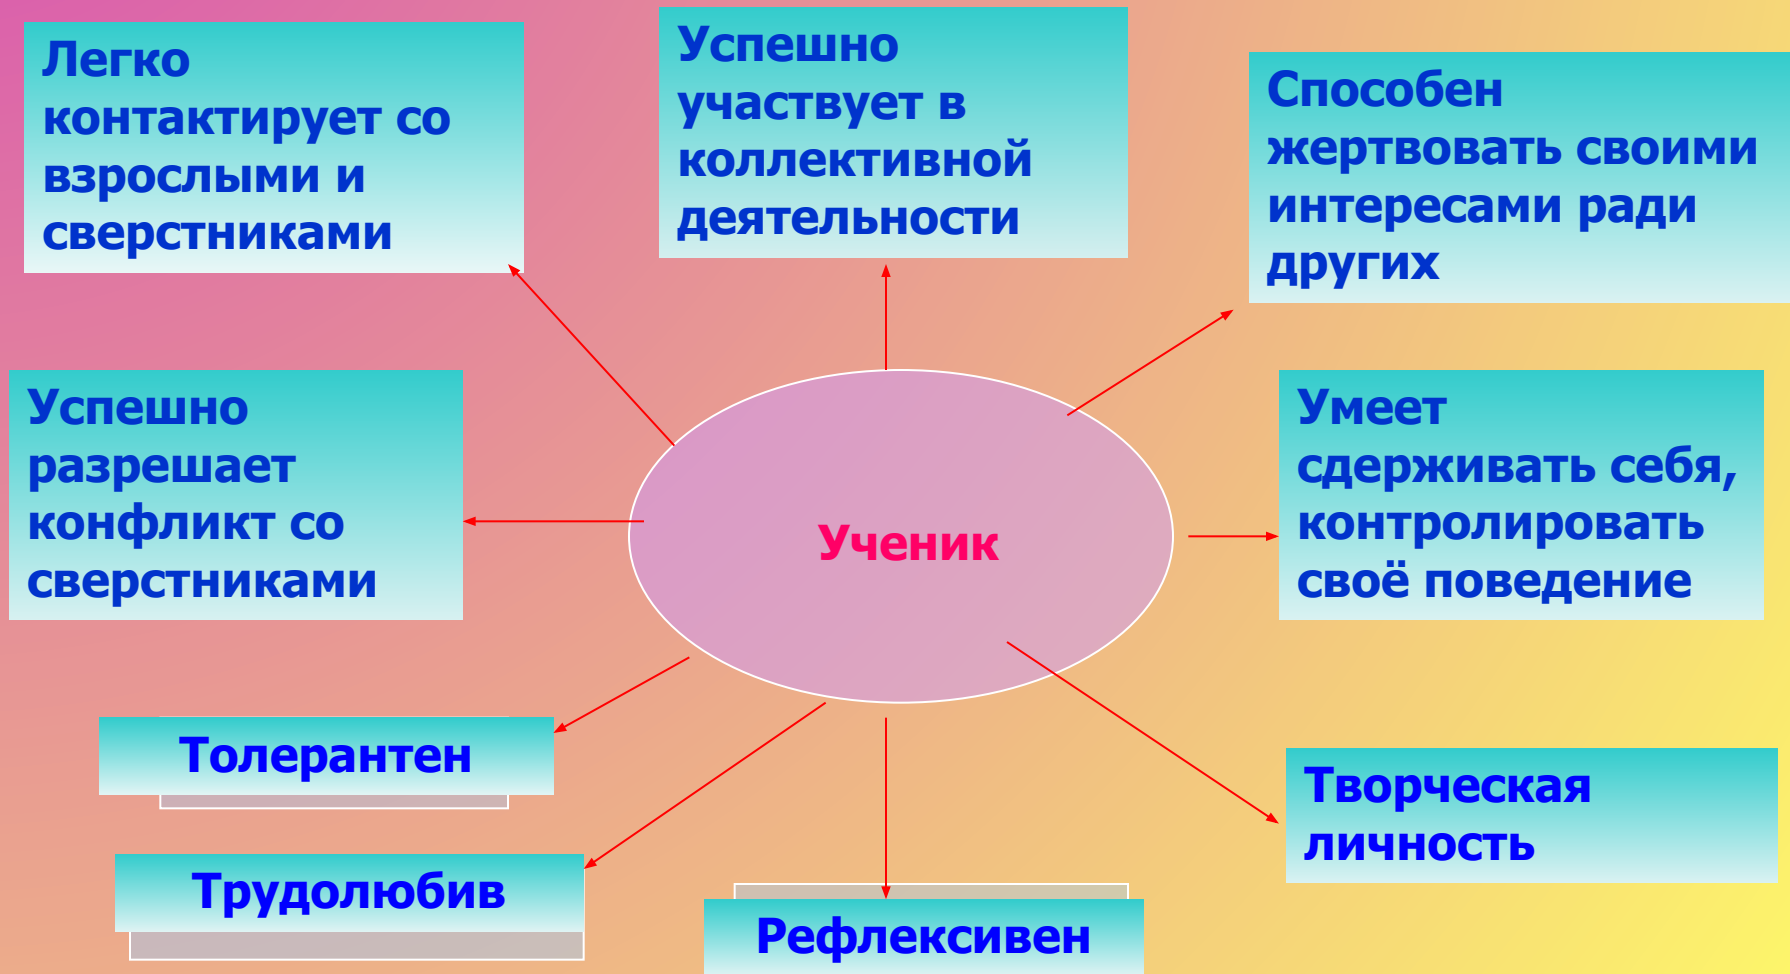 Легко
контактирует со
взрослыми и
сверстниками
Успешно
участвует в
коллективной
деятельности
Способен
жертвовать своими
интересами ради
других
Успешно
разрешает
конфликт со
сверстниками
Ученик
Умеет
сдерживать себя,
контролировать
своё поведение
Толерантен
Трудолюбив
Рефлексивен
Творческая
личность